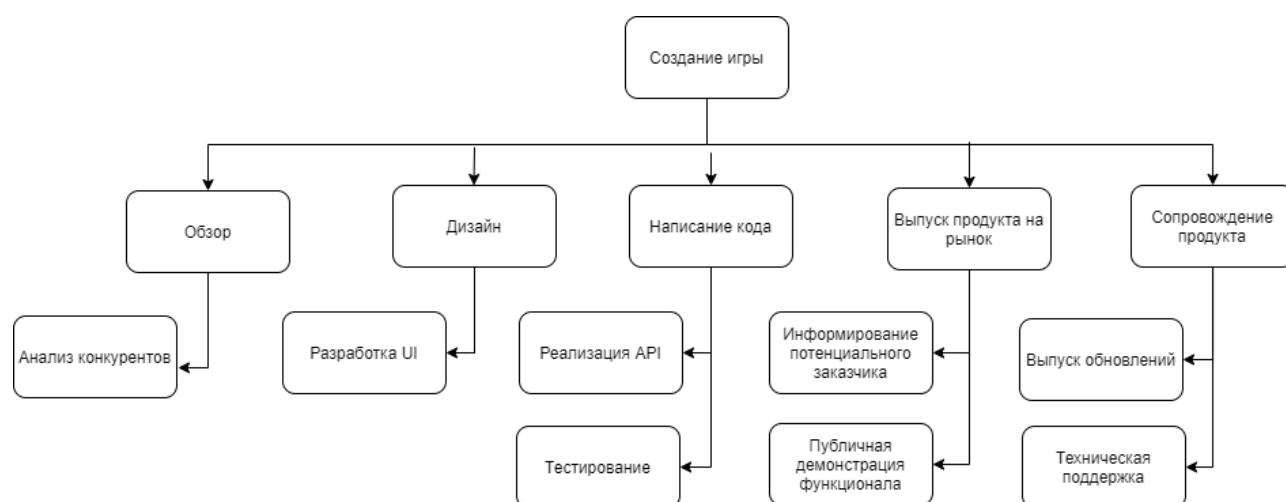 Создание игры
Обзор
Дизайн
Написание кода
Выпуск продукта на
рынок
Сопровождение
продукта
Анализ конкурентов
Разработка UI
Реализация API
Информирование
потенциального
заказчика
Выпуск обновлений
Тестирование
Публичная
демонстрация
функционала
Техническая
поддержка